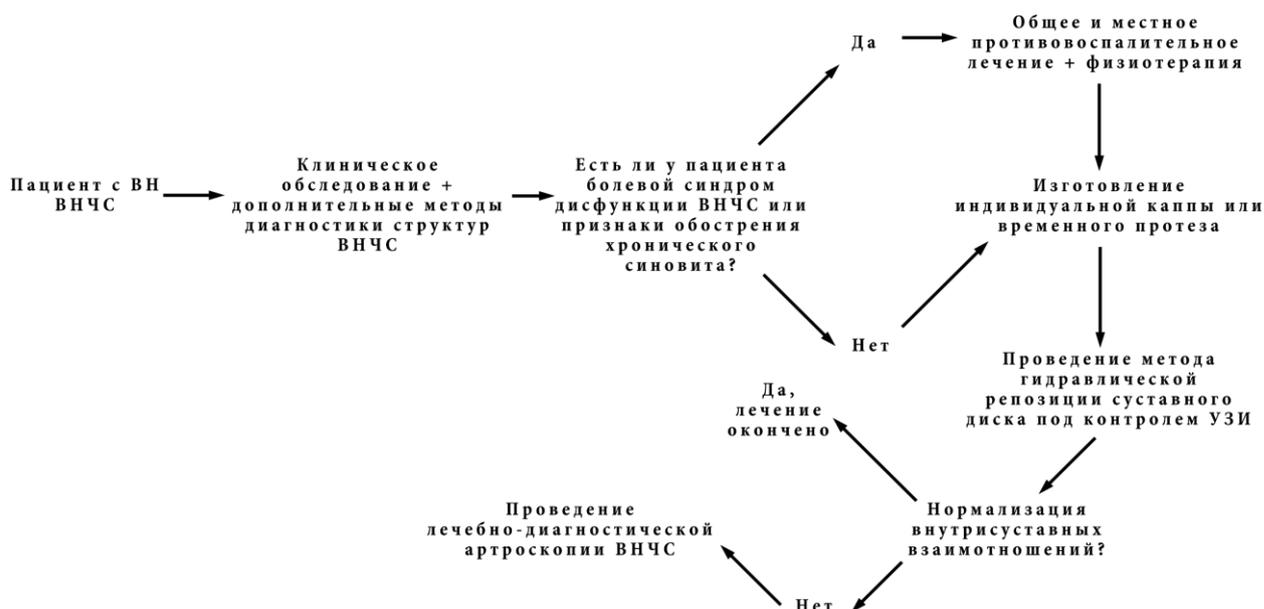 Пациент с ВН
ВНЧС
Клиническое
обследование +
дополнительные методы
диагностики структур
ВНЧС
Есть ли у пациента
болевой синдром
дисфункции ВНЧС или
признаки обострения
хронического
синовита?
Да
Общее и местное
противовоспалительное
лечение + физиотерапия
Нет
Изготовление
индивидуальной каппы или
временного протеза
Проведение метода
гидравлической
репозиции суставного
диска под контролем УЗИ
Нормализация
внутрисуставных
взаимотношений?
Да,
лечение
окончено
Нет
Проведение
лечебно-диагностической
артроскопии ВНЧС